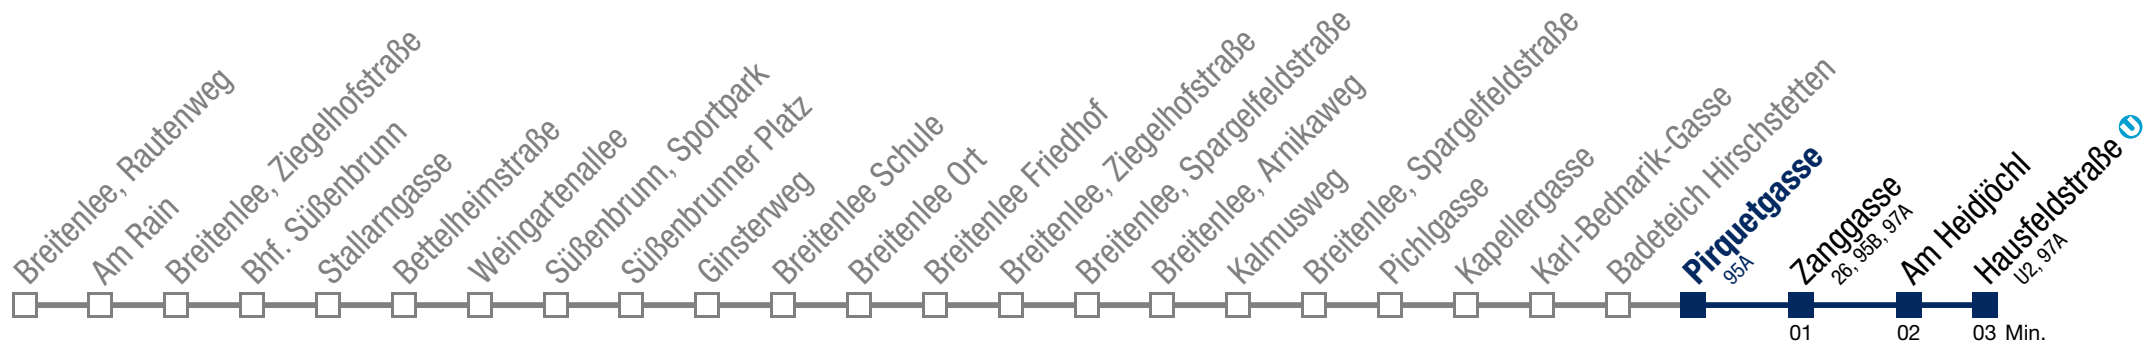 Breitenlee, Rautenweg
Am Rain
Breitenlee, Ziegelhofstraße
Bhf. Süßenbrunn
Stallarngasse
Bettelheimstraße
Weingartenallee
Süßenbrunn, Sportpark
Süßenbrunner Platz
Ginsterweg
Breitenlee Schule
Breitenlee Ort
Breitenlee Friedhof
Breitenlee, Ziegelhofstraße
Breitenlee, Spargelfeldstraße
Breitenlee, Arnikaweg
Kalmusweg
Breitenlee, Spargelfeldstraße
Pichlgasse
Kapellergasse
Karl-Bednarik-Gasse
Badeteich Hirschstetten
Pirquetgasse
95A
Zanggasse
26, 95B, 97A
Am Heidjöchl
Hausfeldstraße U
U2, 97A
01 02 03 Min.